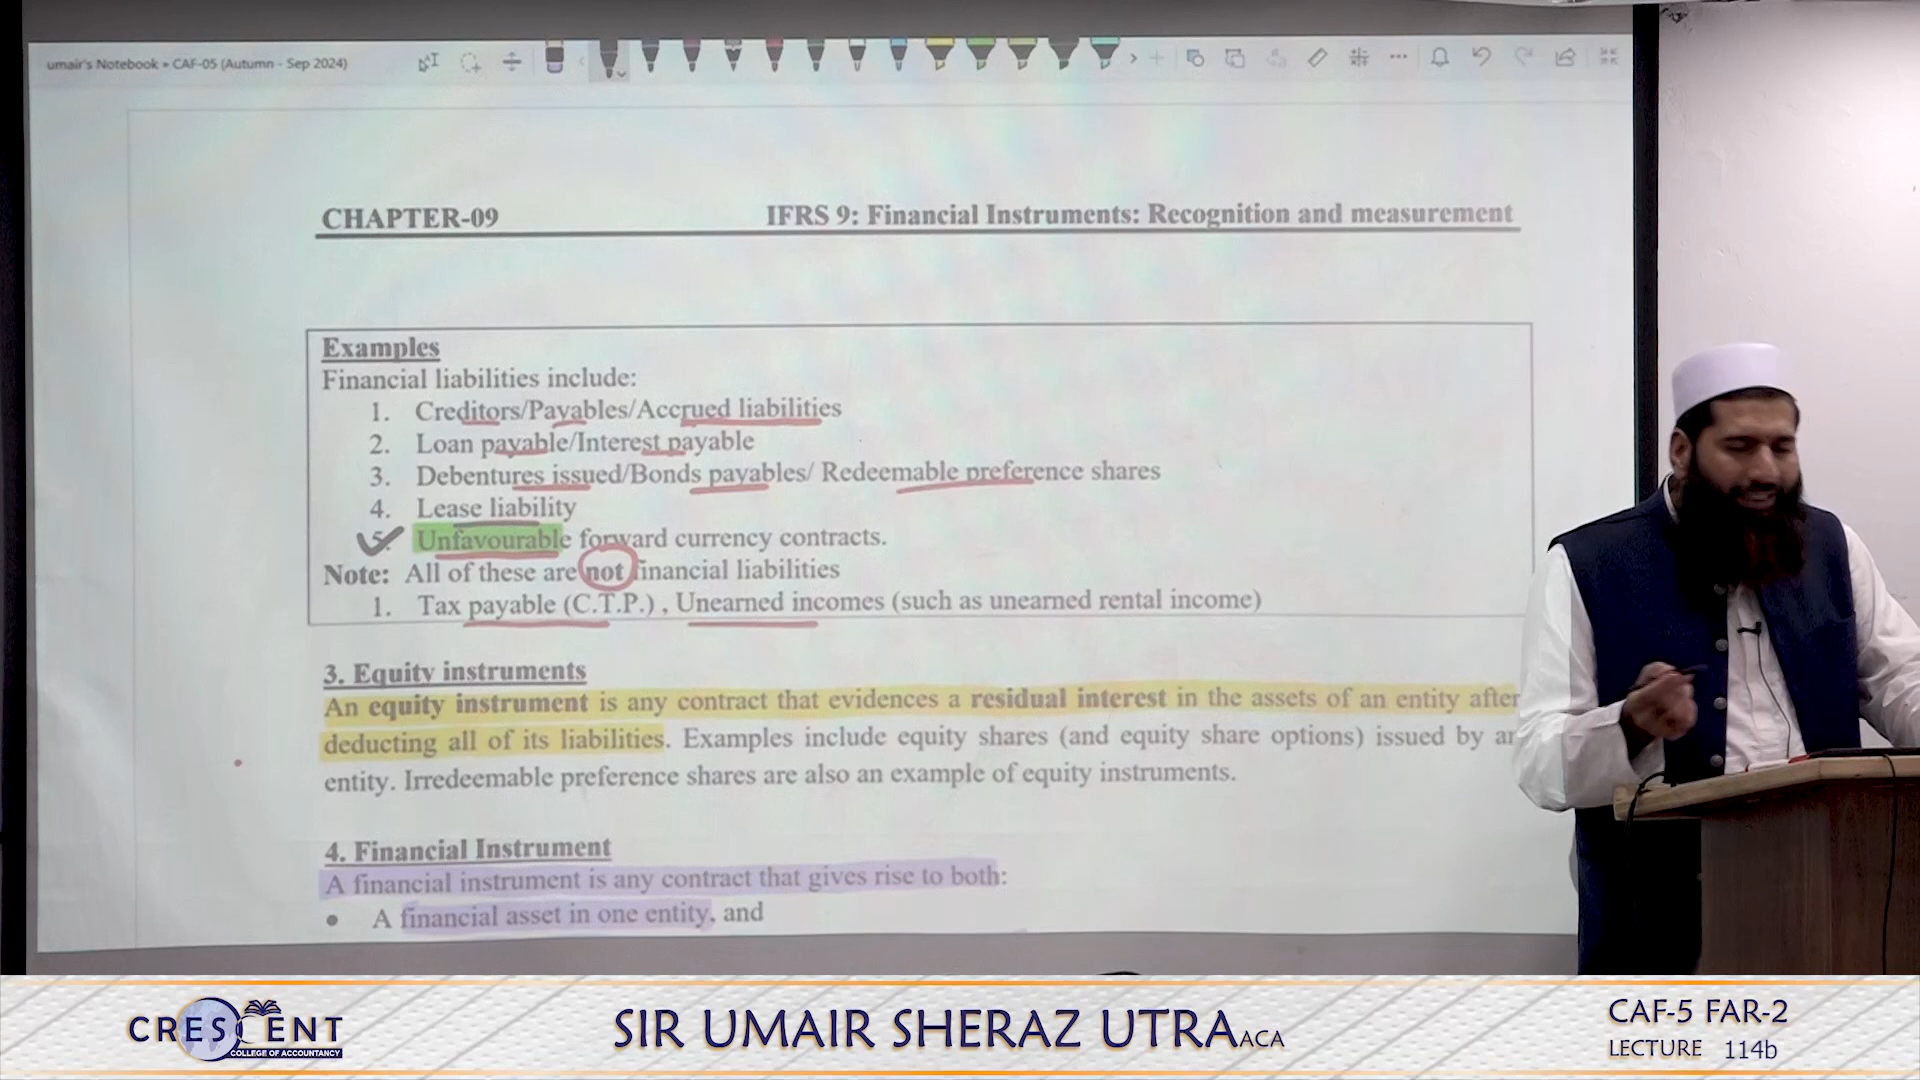 umair's Notebook » CAF-05 (Autumn - Sep 2024)
CHAPTER-09 IFRS 9: Financial Instruments: Recognition and measurement
Examples
Financial liabilities include:
1. Creditors/Payables/Accrued liabilities
2. Loan payable/Interest payable
3. Debentures issued/Bonds payables/ Redeemable preference shares
4. Lease liability
5. Unfavourable forward currency contracts.
Note: All of these are not financial liabilities
1. Tax payable (C.T.P.) , Unearned incomes (such as unearned rental income)
3. Equity instruments
An equity instrument is any contract that evidences a residual interest in the assets of an entity after
deducting all of its liabilities. Examples include equity shares (and equity share options) issued by
entity. Irredeemable preference shares are also an example of equity instruments.
4. Financial Instrument
A financial instrument is any contract that gives rise to both:
• A financial asset in one entity, and
CRESCENT
COLLEGE OF ACCOUNTANCY
SIR UMAIR SHERAZ UTRA ACA
CAF-5 FAR-2
LECTURE 114b